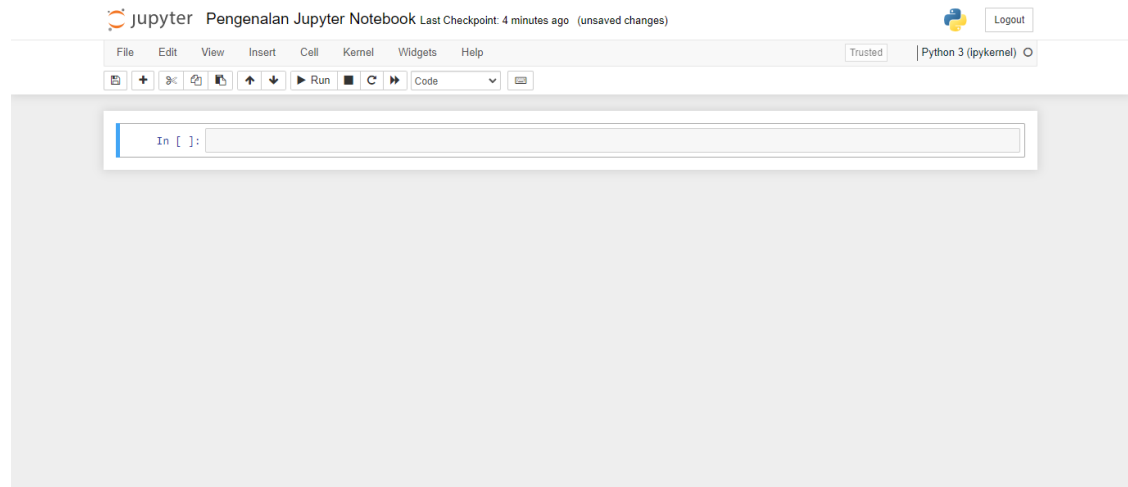 jupyter Pengenalan Jupyter Notebook Last Checkpoint: 4 minutes ago (unsaved changes) Logout
File Edit View Insert Cell Kernel Widgets Help Trusted Python 3 (ipykernel)
Run Code
In [ ]: